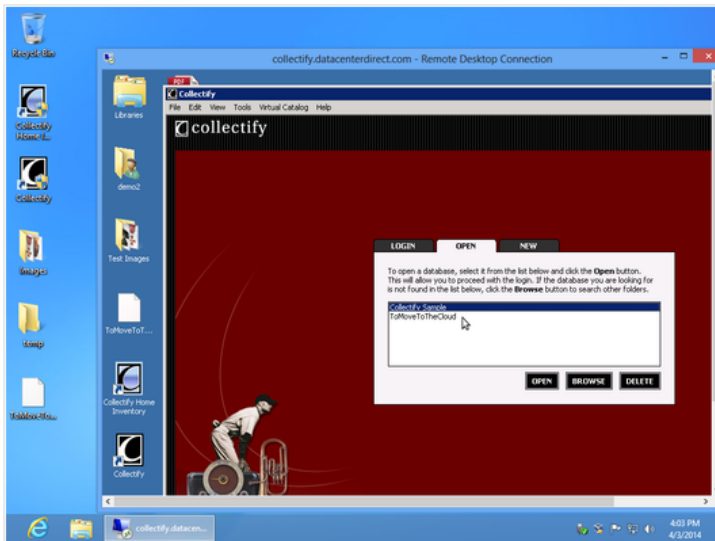 Recycle Bin
Collectify
Home I...
Collectify
Images
temp
ToMoveTo...
collectify.datacenterdirect.com - Remote Desktop Connection
Libraries
demo2
Test Images
ToMoveToT...
Collectify Home
Inventory
Collectify
PDF
Collectify
File Edit View Tools Virtual Catalog Help
collectify
LOGIN OPEN NEW
To open a database, select it from the list below and click the Open button.
This will allow you to proceed with the login. If the database you are looking for
is not found in the list below, click the Browse button to search other folders.
Collectify Sample
ToMoveToTheCloud
OPEN BROWSE DELETE
collectify.datacen...
4:03 PM
4/3/2014